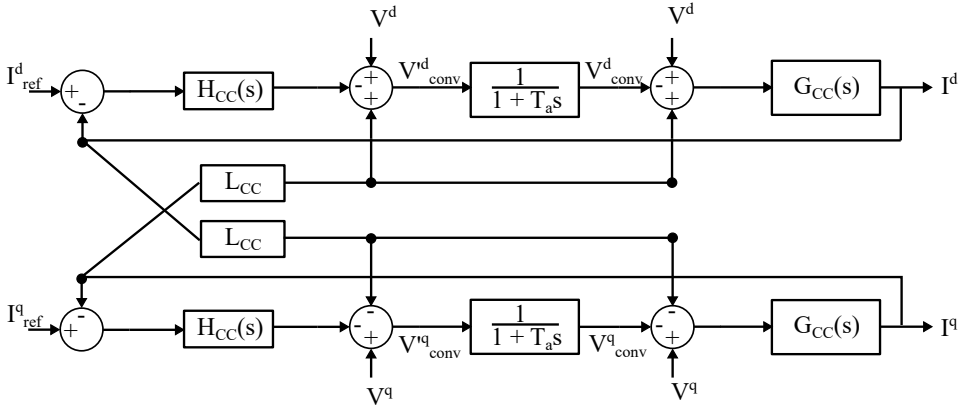 V^d V^d
I^d_ref + - H_CC(s) + - + V'^d_conv 1 / 1 + T_a s V^d_conv + - + G_CC(s) I^d
L_CC
L_CC
I^q_ref + - H_CC(s) - - + V'^q_conv 1 / 1 + T_a s V^q_conv - - + G_CC(s) I^q
V^q V^q